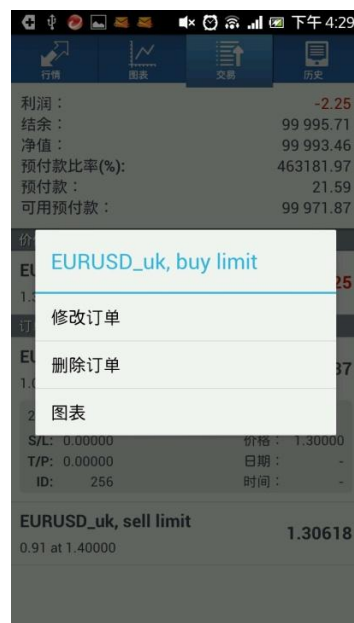 下午 4:29
行情 图表 交易 历史
利润： -2.25
结余： 99 995.71
净值： 99 993.46
预付款比率(%): 463181.97
预付款： 21.59
可用预付款： 99 971.87
EURUSD_uk, buy limit
修改订单
删除订单
图表
S/L: 0.00000 价格： 1.30000
T/P: 0.00000 日期： -
ID: 256 时间： -
EURUSD_uk, sell limit 1.30618
0.91 at 1.40000